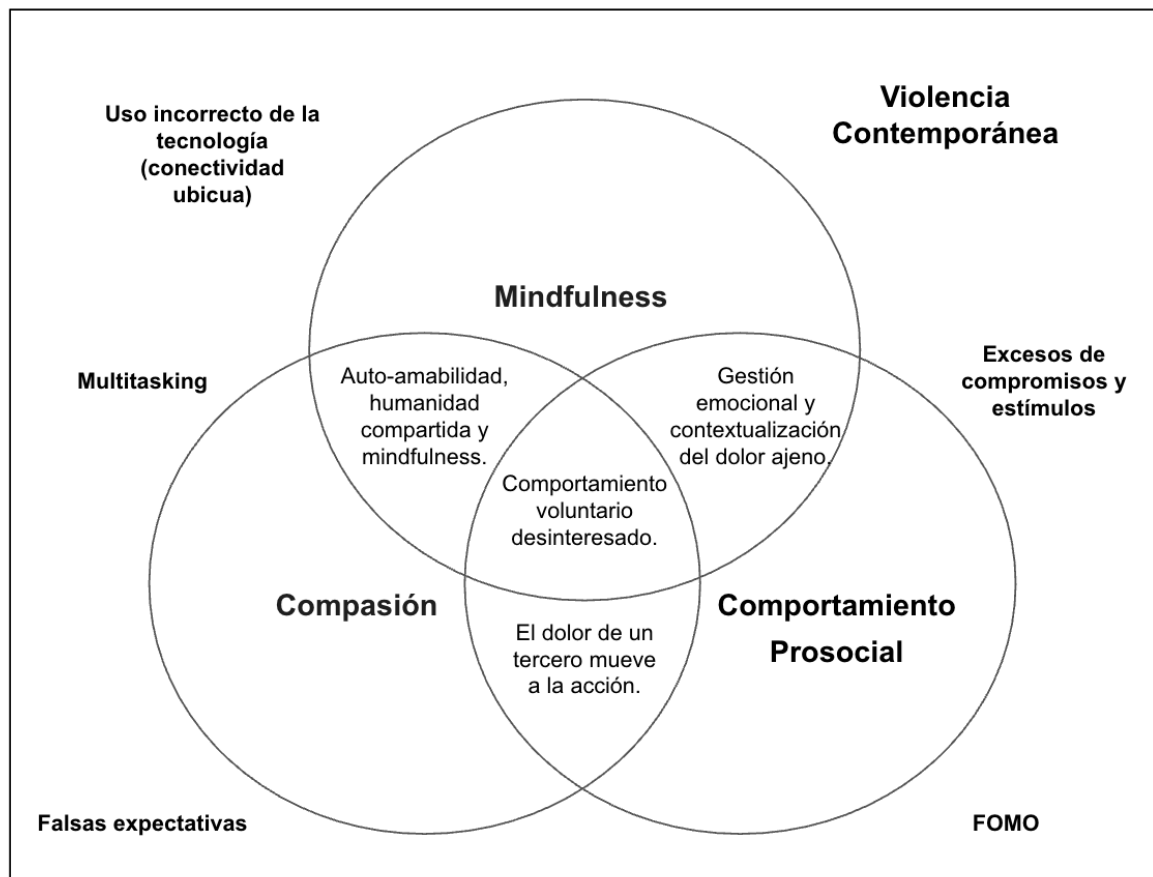 Violencia
Contemporánea
Uso incorrecto de la
tecnología
(conectividad
ubicua)
Mindfulness
Multitasking
Auto-amabilidad,
humanidad
compartida y
mindfulness.
Gestión
emocional y
contextualización
del dolor ajeno.
Excesos de
compromisos y
estímulos
Comportamiento
voluntario
desinteresado.
Compasión
Comportamiento
Prosocial
El dolor de un
tercero mueve
a la acción.
Falsas expectativas
FOMO